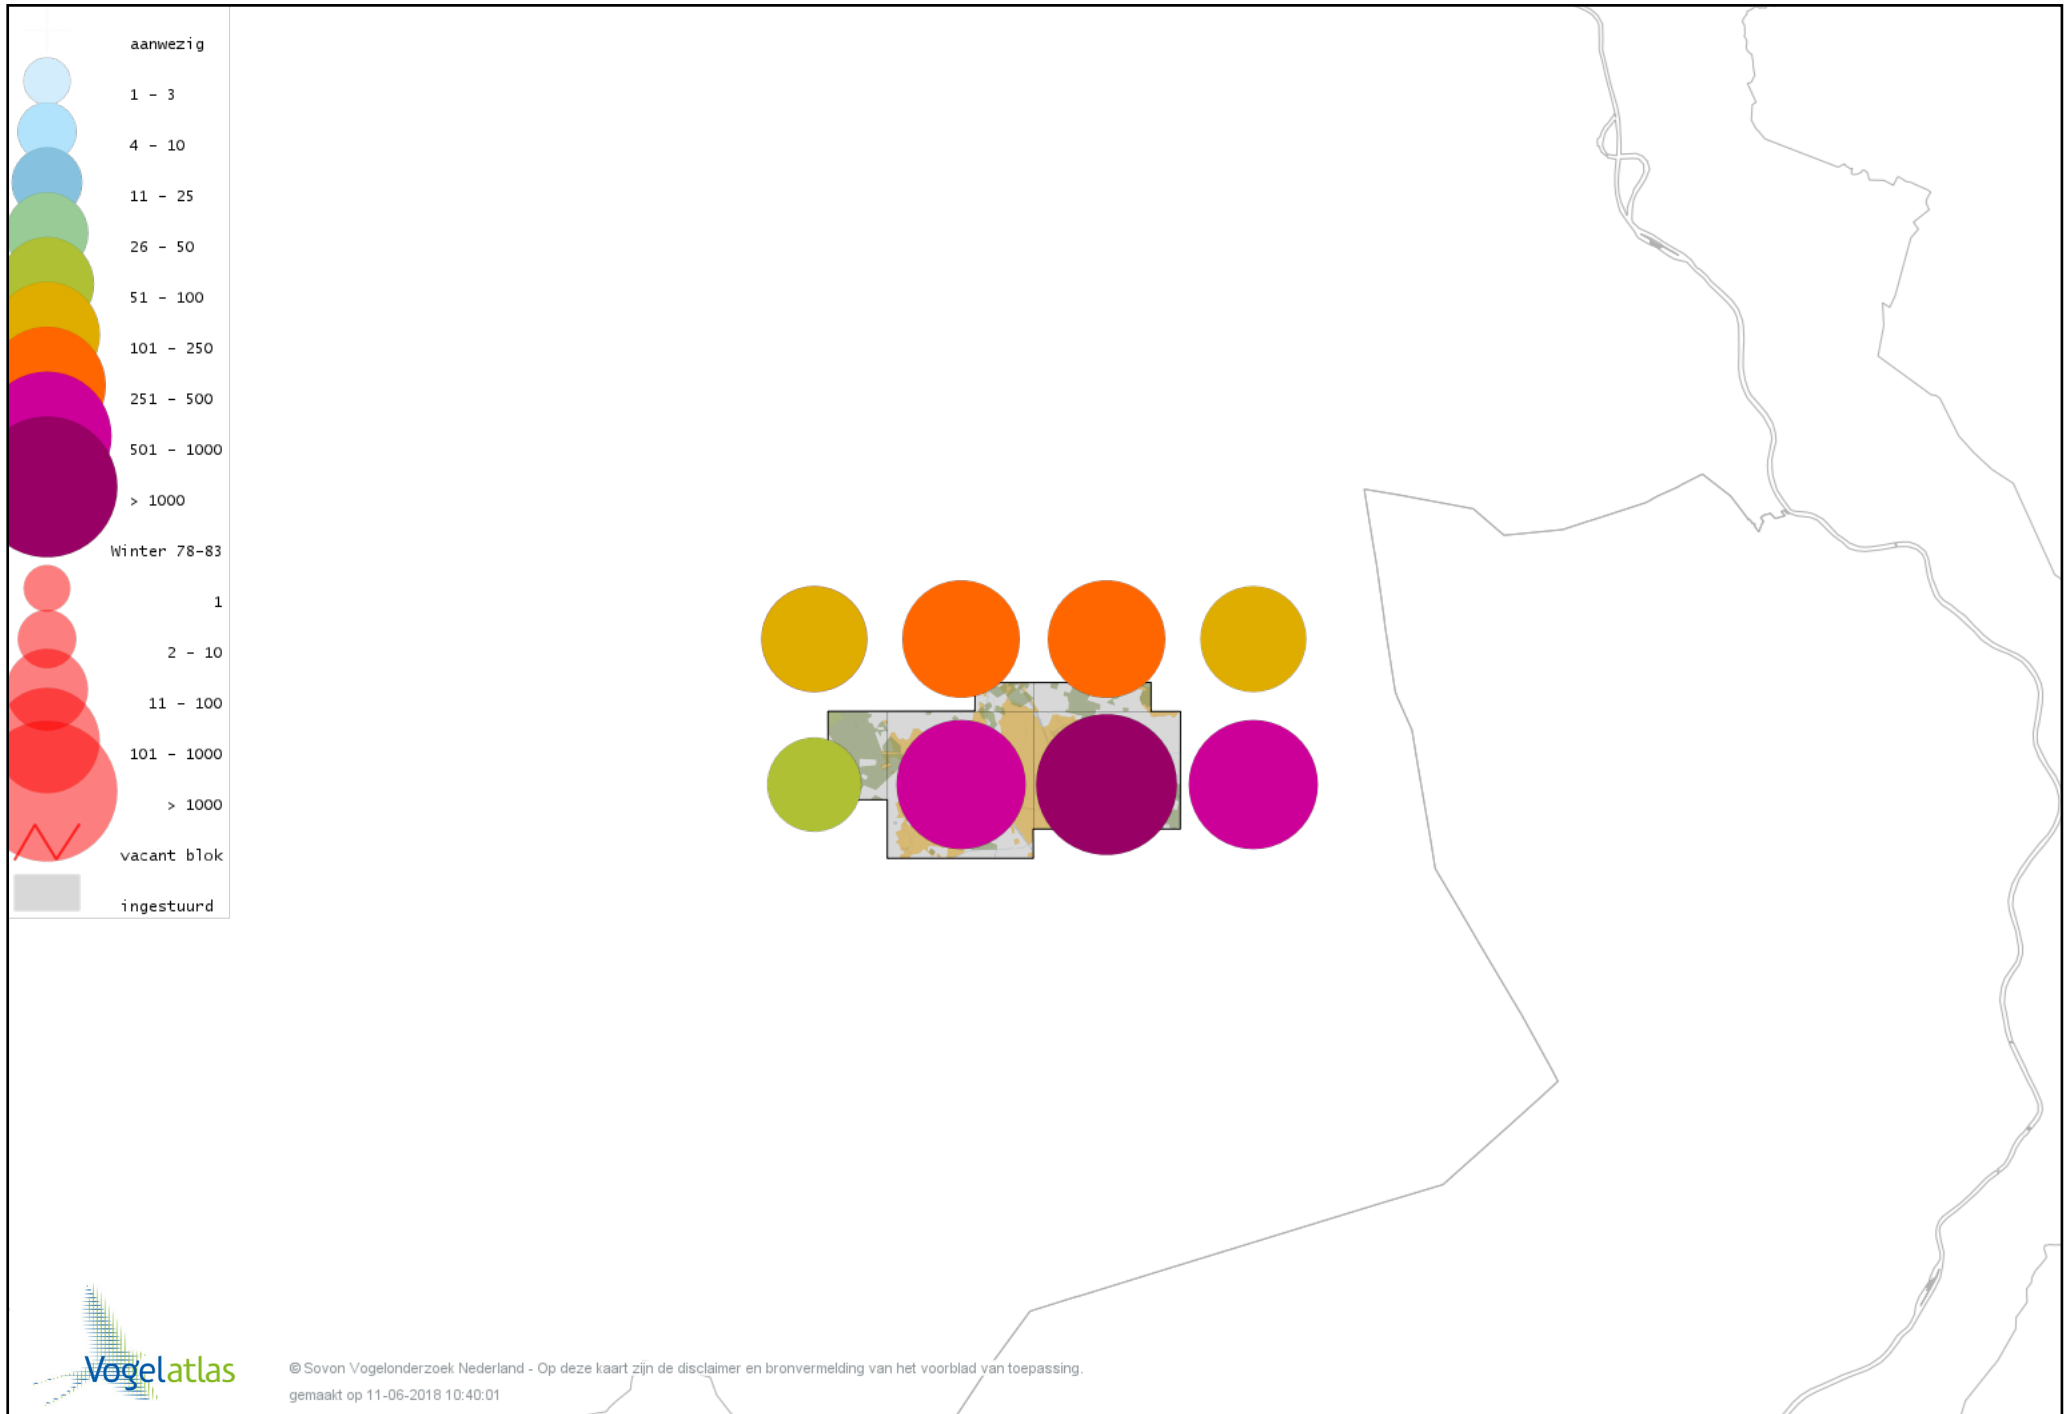 aanwezig
1 - 3
4 - 10
11 - 25
26 - 50
51 - 100
101 - 250
251 - 500
501 - 1000
> 1000
Winter 78-83
1
2 - 10
11 - 100
101 - 1000
> 1000
vacant blok
ingestuurd
Vogelatlas
© Sovon Vogelonderzoek Nederland - Op deze kaart zijn de disclaimer en bronvermelding van het voorblad van toepassing.
gemaakt op 11-06-2018 10:40:01